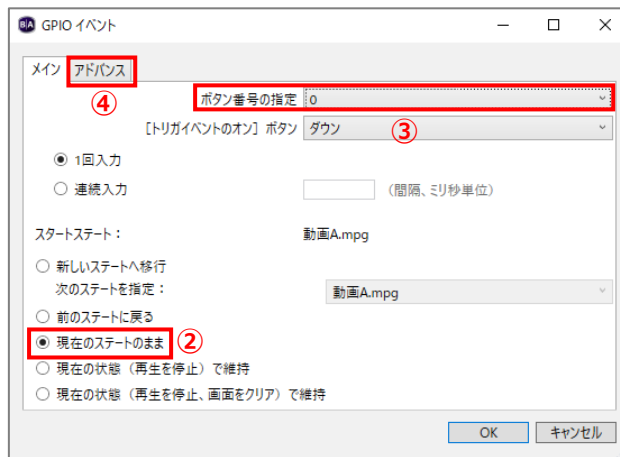 B|A GPIO イベント
メイン アドバンス
④
ボタン番号の指定 0
[トリガイベントのオン] ボタン ダウン ③
1回入力
連続入力 (間隔、ミリ秒単位)
スタートステート： 動画A.mpg
新しいステートへ移行
次のステートを指定： 動画A.mpg
前のステートに戻る
現在のステートのまま ②
現在の状態（再生を停止）で維持
現在の状態（再生を停止、画面をクリア）で維持
OK キャンセル